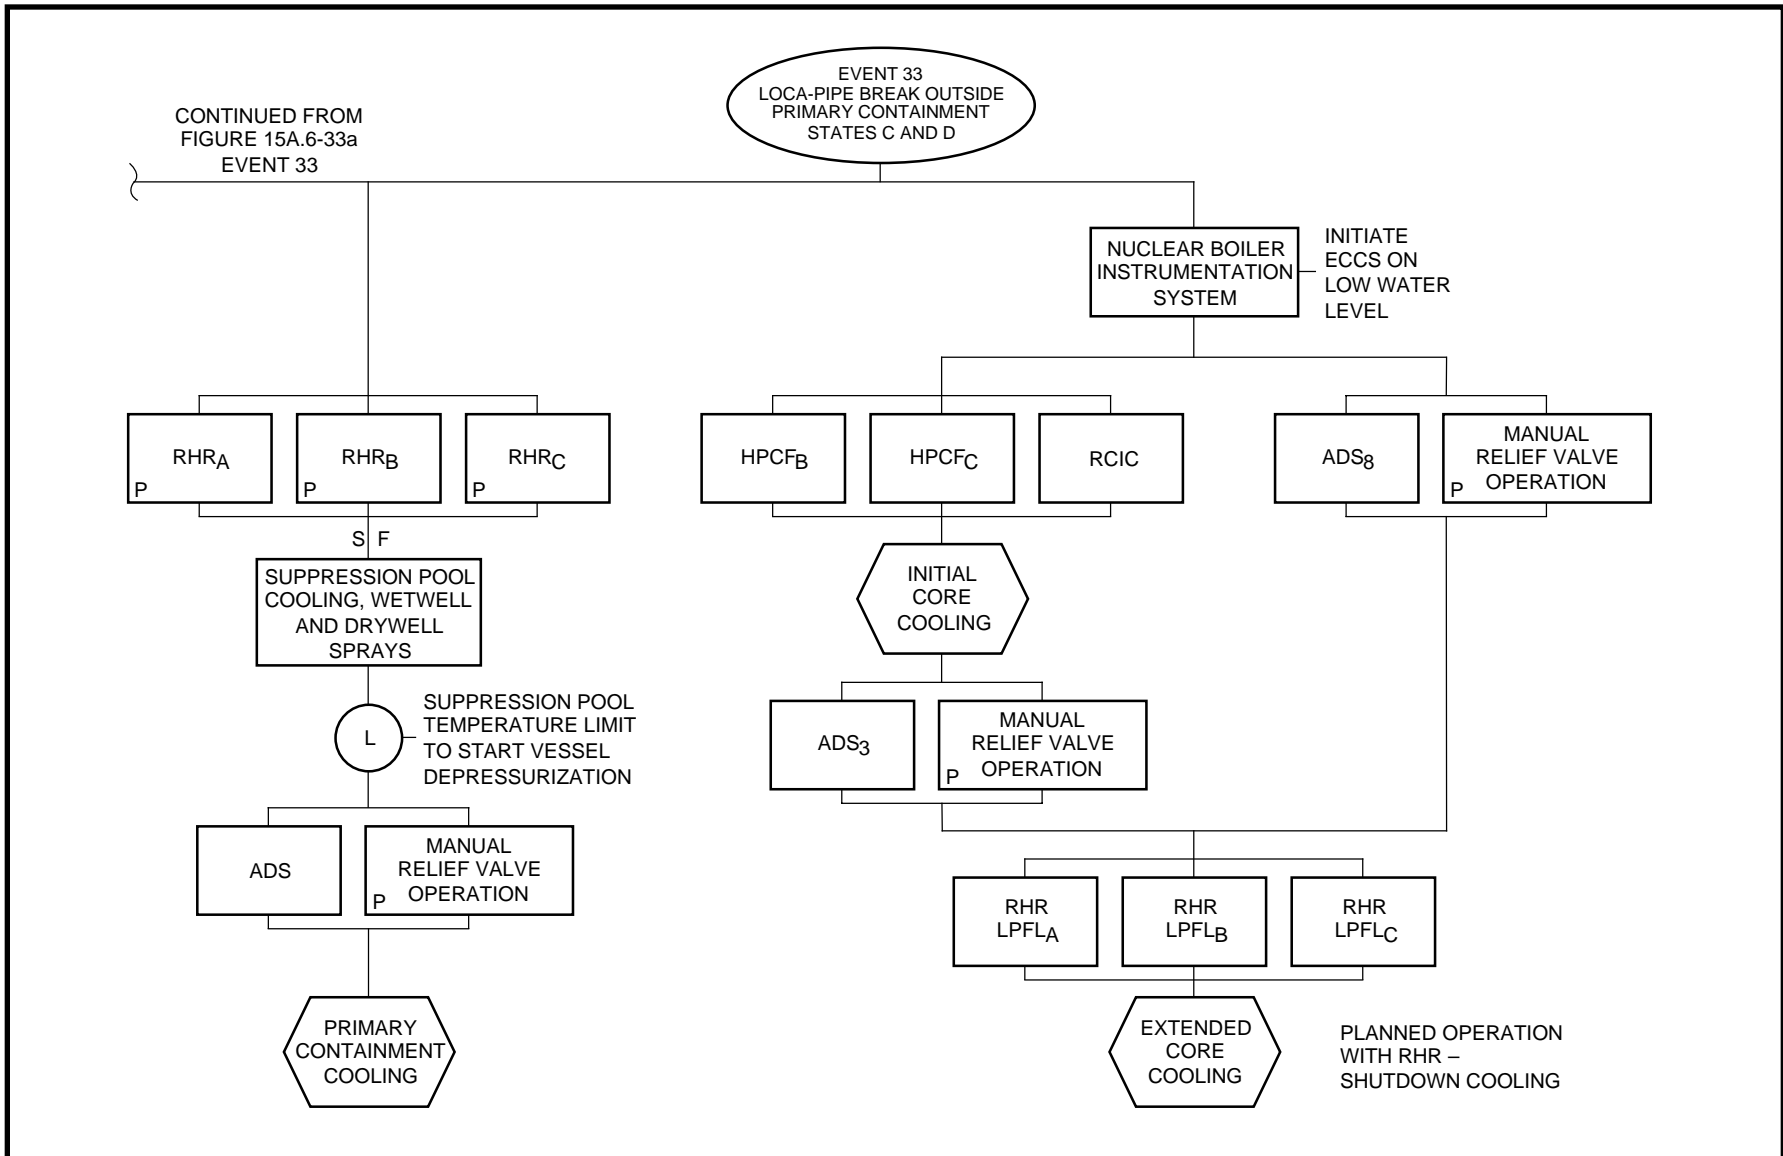 EVENT 33
LOCA-PIPE BREAK OUTSIDE
PRIMARY CONTAINMENT
STATES C AND D
CONTINUED FROM
FIGURE 15A.6-33a
EVENT 33
NUCLEAR BOILER
INSTRUMENTATION
SYSTEM
INITIATE
ECCS ON
LOW WATER
LEVEL
RHRA
P
RHRB
P
RHRC
P
HPCFB
HPCFC
RCIC
ADS8
MANUAL
RELIEF VALVE
OPERATION
P
S F
SUPPRESSION POOL
COOLING, WETWELL
AND DRYWELL
SPRAYS
INITIAL
CORE
COOLING
L
SUPPRESSION POOL
TEMPERATURE LIMIT
TO START VESSEL
DEPRESSURIZATION
ADS3
MANUAL
RELIEF VALVE
OPERATION
P
ADS
MANUAL
RELIEF VALVE
OPERATION
P
RHR
LPFLA
RHR
LPFLB
RHR
LPFLC
PRIMARY
CONTAINMENT
COOLING
EXTENDED
CORE
COOLING
PLANNED OPERATION
WITH RHR –
SHUTDOWN COOLING